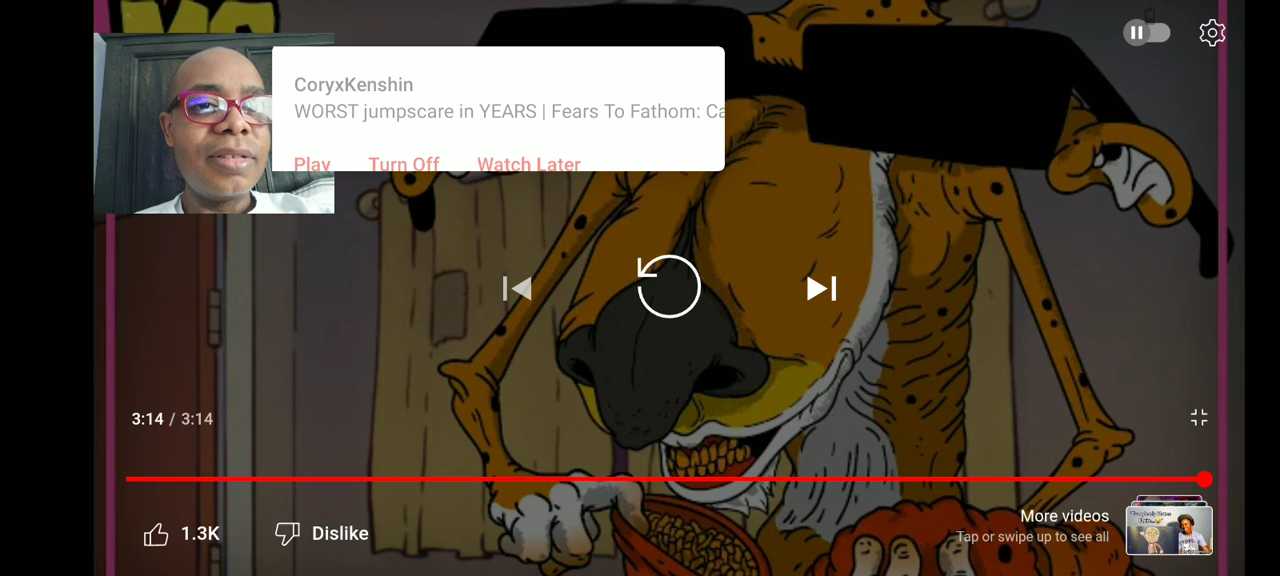 CoryxKenshin
WORST jumpscare in YEARS | Fears To Fathom: Ca
Play Turn Off Watch Later
3:14 / 3:14
1.3K Dislike
More videos
Tap or swipe up to see all